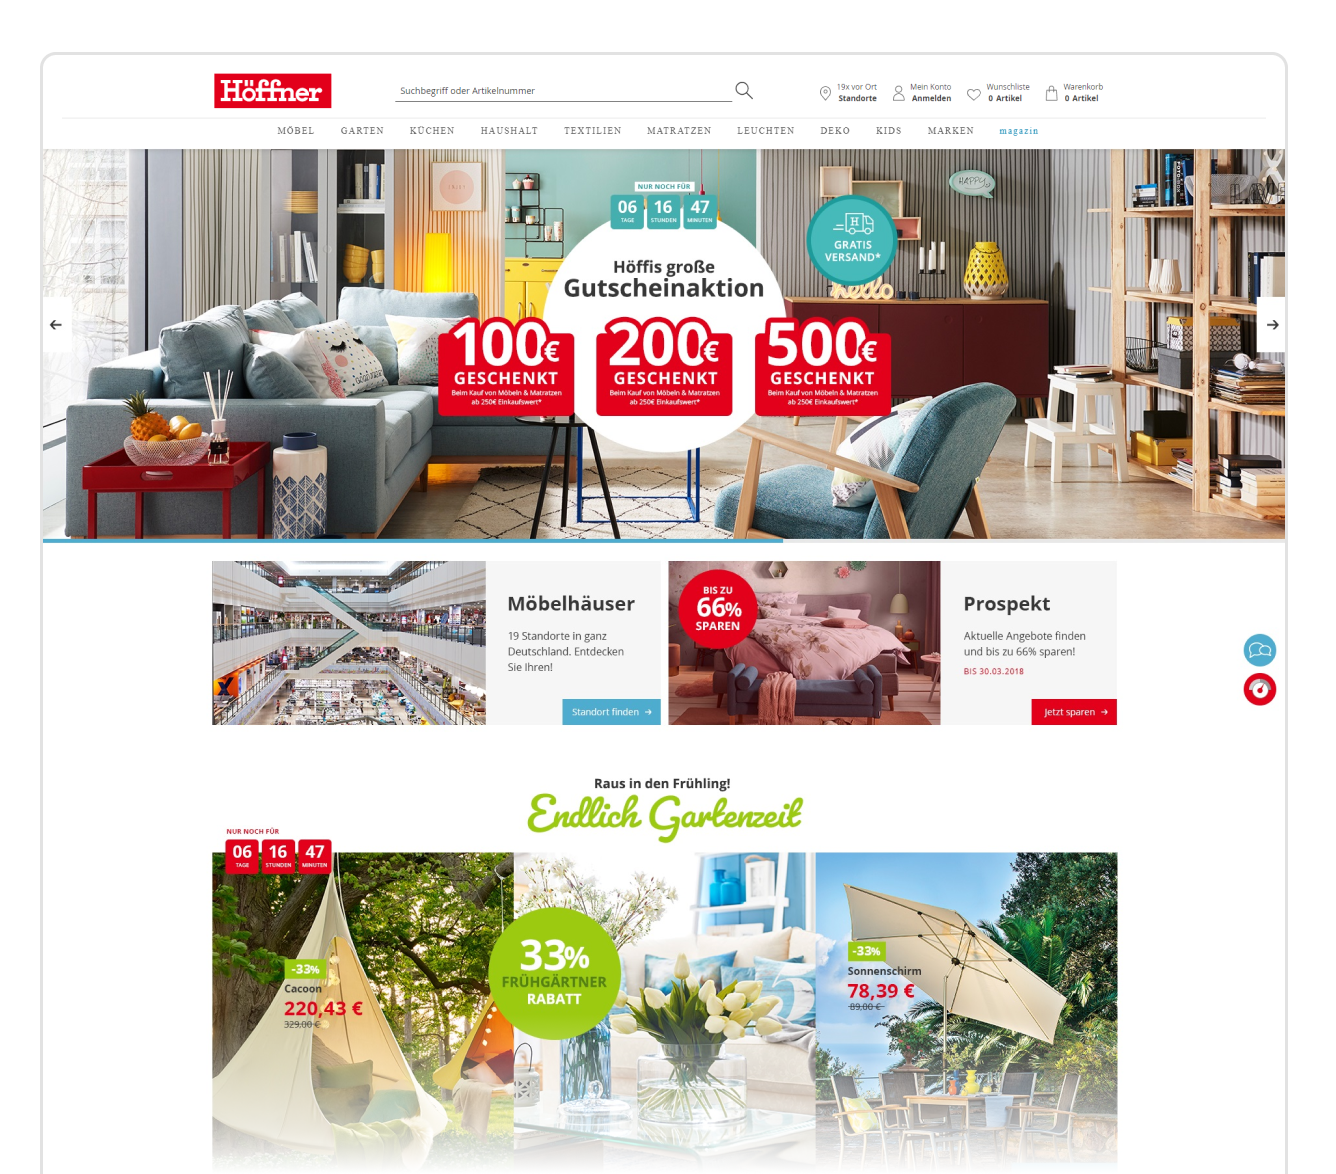 Höffner
Suchbegriff oder Artikelnummer
19x vor Ort
Standorte
Mein Konto
Anmelden
Wunschliste
0 Artikel
Warenkorb
0 Artikel
MÖBEL GARTEN KÜCHEN HAUSHALT TEXTILIEN MATRATZEN LEUCHTEN DEKO KIDS MARKEN magazin
HAPPY
NUR NOCH FÜR
06 16 47
TAGE STUNDEN MINUTEN
H
GRATIS
VERSAND*
hello
Höffis große
Gutscheinaktion
100€
GESCHENKT
Beim Kauf von Möbeln & Matratzen
ab 250€ Einkaufswert*
200€
GESCHENKT
Beim Kauf von Möbeln & Matratzen
ab 250€ Einkaufswert*
500€
GESCHENKT
Beim Kauf von Möbeln & Matratzen
ab 250€ Einkaufswert*
Möbelhäuser
19 Standorte in ganz
Deutschland. Entdecken
Sie Ihren!
Standort finden
BIS ZU
66%
SPAREN
Prospekt
Aktuelle Angebote finden
und bis zu 66% sparen!
BIS 30.03.2018
Jetzt sparen
Raus in den Frühling!
Endlich Gartenzeit
NUR NOCH FÜR
06 16 47
TAGE STUNDEN MINUTEN
-33%
Cacoon
220,43 €
329,00 €
33%
FRÜHGÄRTNER
RABATT
-33%
Sonnenschirm
78,39 €
89,00 €